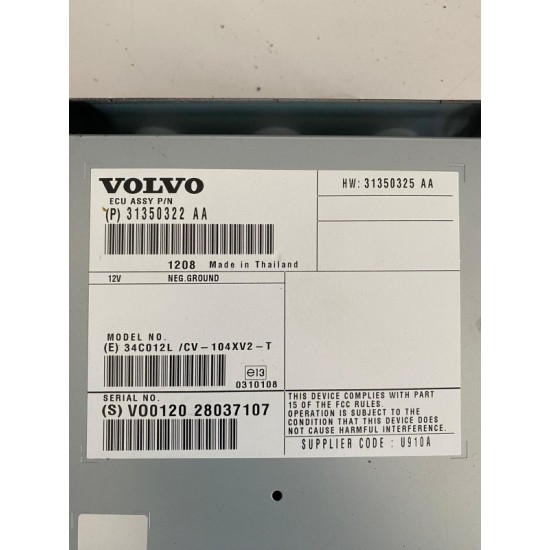 VOLVO
HW: 31350325 AA
ECU ASSY P/N
(P) 31350322 AA
1208 Made in Thailand
12V NEG.GROUND
MODEL NO.
(E) 34C012L /CV-104XV2-T
e13
0310108
SERIAL NO.
(S) VO0120 28037107
THIS DEVICE COMPLIES WITH PART
15 OF THE FCC RULES.
OPERATION IS SUBJECT TO THE
CONDITION THAT THIS DEVICE DOES
NOT CAUSE HARMFUL INTERFERENCE.
SUPPLIER CODE : U910A